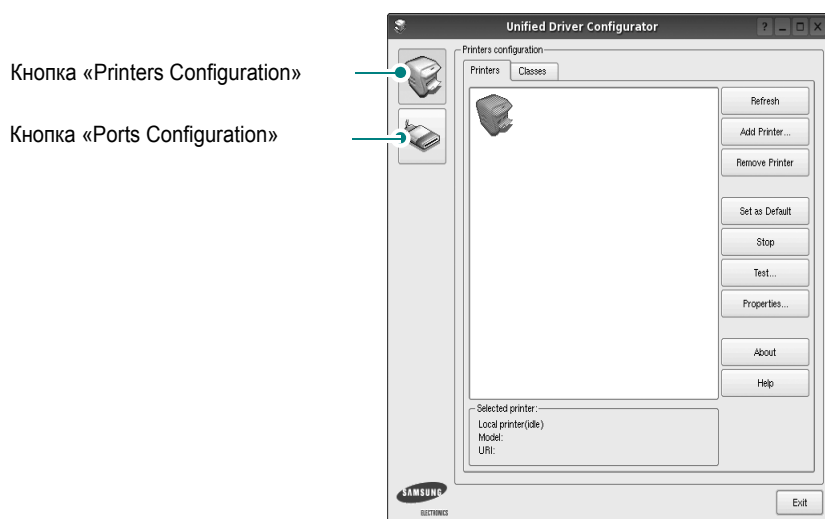 Unified Driver Configurator
Кнопка «Printers Configuration»
Кнопка «Ports Configuration»
Printers configuration
Printers
Classes
Refresh
Add Printer...
Remove Printer
Set as Default
Stop
Test...
Properties...
About
Help
Selected printer:
Local printer(idle)
Model:
URI:
SAMSUNG
ELECTRONICS
Exit